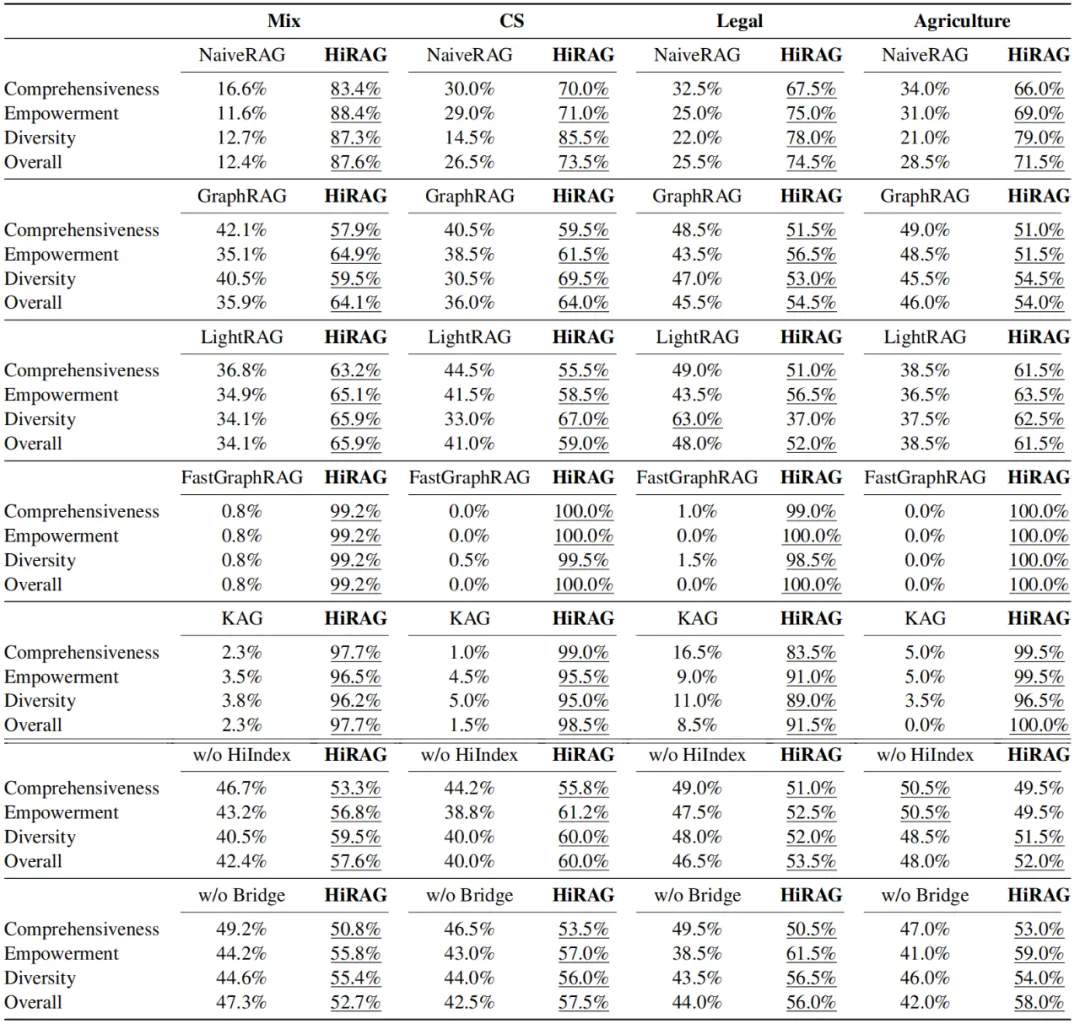 Mix CS Legal Agriculture
NaiveRAG HiRAG NaiveRAG HiRAG NaiveRAG HiRAG NaiveRAG HiRAG
Comprehensiveness 16.6% 83.4% 30.0% 70.0% 32.5% 67.5% 34.0% 66.0%
Empowerment 11.6% 88.4% 29.0% 71.0% 25.0% 75.0% 31.0% 69.0%
Diversity 12.7% 87.3% 14.5% 85.5% 22.0% 78.0% 21.0% 79.0%
Overall 12.4% 87.6% 26.5% 73.5% 25.5% 74.5% 28.5% 71.5%
GraphRAG HiRAG GraphRAG HiRAG GraphRAG HiRAG GraphRAG HiRAG
Comprehensiveness 42.1% 57.9% 40.5% 59.5% 48.5% 51.5% 49.0% 51.0%
Empowerment 35.1% 64.9% 38.5% 61.5% 43.5% 56.5% 48.5% 51.5%
Diversity 40.5% 59.5% 30.5% 69.5% 47.0% 53.0% 45.5% 54.5%
Overall 35.9% 64.1% 36.0% 64.0% 45.5% 54.5% 46.0% 54.0%
LightRAG HiRAG LightRAG HiRAG LightRAG HiRAG LightRAG HiRAG
Comprehensiveness 36.8% 63.2% 44.5% 55.5% 49.0% 51.0% 38.5% 61.5%
Empowerment 34.9% 65.1% 41.5% 58.5% 43.5% 56.5% 36.5% 63.5%
Diversity 34.1% 65.9% 33.0% 67.0% 63.0% 37.0% 37.5% 62.5%
Overall 34.1% 65.9% 41.0% 59.0% 48.0% 52.0% 38.5% 61.5%
FastGraphRAG HiRAG FastGraphRAG HiRAG FastGraphRAG HiRAG FastGraphRAG HiRAG
Comprehensiveness 0.8% 99.2% 0.0% 100.0% 1.0% 99.0% 0.0% 100.0%
Empowerment 0.8% 99.2% 0.0% 100.0% 0.0% 100.0% 0.0% 100.0%
Diversity 0.8% 99.2% 0.5% 99.5% 1.5% 98.5% 0.0% 100.0%
Overall 0.8% 99.2% 0.0% 100.0% 0.0% 100.0% 0.0% 100.0%
KAG HiRAG KAG HiRAG KAG HiRAG KAG HiRAG
Comprehensiveness 2.3% 97.7% 1.0% 99.0% 16.5% 83.5% 5.0% 99.5%
Empowerment 3.5% 96.5% 4.5% 95.5% 9.0% 91.0% 5.0% 99.5%
Diversity 3.8% 96.2% 5.0% 95.0% 11.0% 89.0% 3.5% 96.5%
Overall 2.3% 97.7% 1.5% 98.5% 8.5% 91.5% 0.0% 100.0%
w/o HiIndex HiRAG w/o HiIndex HiRAG w/o HiIndex HiRAG w/o HiIndex HiRAG
Comprehensiveness 46.7% 53.3% 44.2% 55.8% 49.0% 51.0% 50.5% 49.5%
Empowerment 43.2% 56.8% 38.8% 61.2% 47.5% 52.5% 50.5% 49.5%
Diversity 40.5% 59.5% 40.0% 60.0% 48.0% 52.0% 48.5% 51.5%
Overall 42.4% 57.6% 40.0% 60.0% 46.5% 53.5% 48.0% 52.0%
w/o Bridge HiRAG w/o Bridge HiRAG w/o Bridge HiRAG w/o Bridge HiRAG
Comprehensiveness 49.2% 50.8% 46.5% 53.5% 49.5% 50.5% 47.0% 53.0%
Empowerment 44.2% 55.8% 43.0% 57.0% 38.5% 61.5% 41.0% 59.0%
Diversity 44.6% 55.4% 44.0% 56.0% 43.5% 56.5% 46.0% 54.0%
Overall 47.3% 52.7% 42.5% 57.5% 44.0% 56.0% 42.0% 58.0%